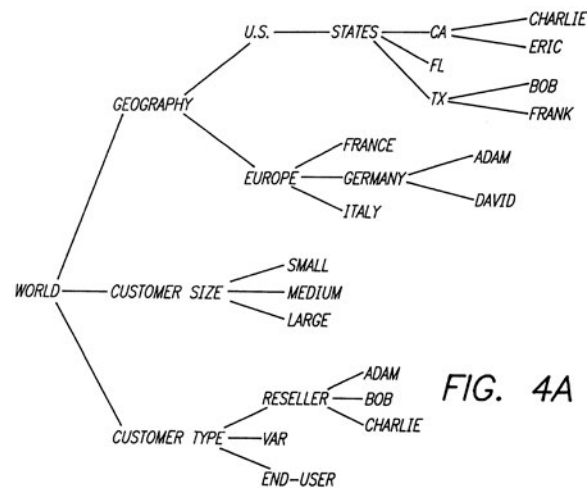 CHARLIE
U.S. STATES CA
ERIC
FL
BOB
TX
GEOGRAPHY
FRANK
FRANCE
ADAM
EUROPE GERMANY
DAVID
ITALY
SMALL
WORLD CUSTOMER SIZE MEDIUM
LARGE
ADAM
RESELLER BOB
FIG. 4A
CHARLIE
CUSTOMER TYPE VAR
END-USER